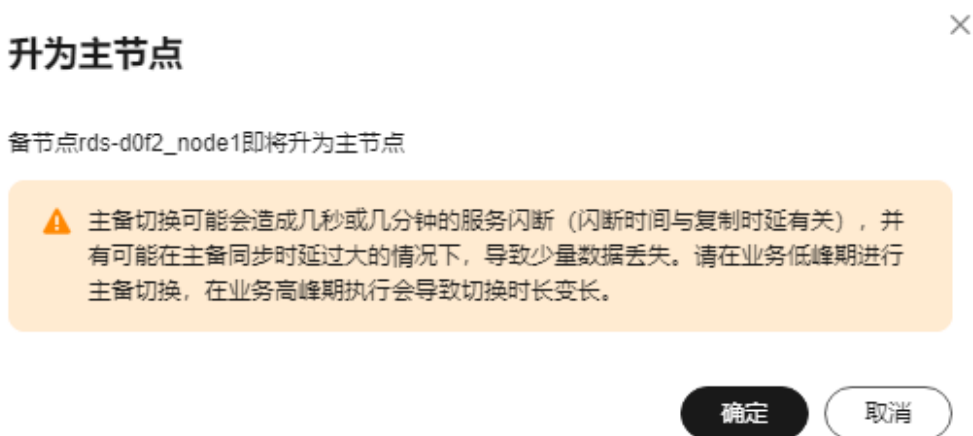 升为主节点
备节点rds-d0f2_node1即将升为主节点
主备切换可能会造成几秒或几分钟的服务闪断（闪断时间与复制时延有关），并
有可能在主备同步时延过大的情况下，导致少量数据丢失。请在业务低峰期进行
主备切换，在业务高峰期执行会导致切换时长变长。
确定 取消